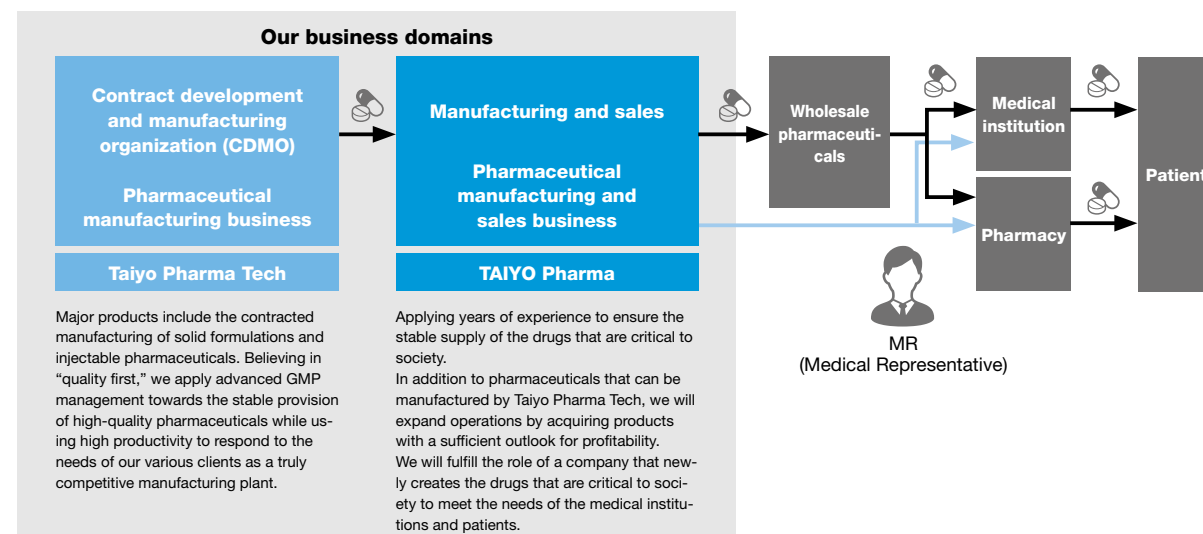 Our business domains
Contract development
and manufacturing
organization (CDMO)
Pharmaceutical
manufacturing business
Taiyo Pharma Tech
Major products include the contracted
manufacturing of solid formulations and
injectable pharmaceuticals. Believing in
“quality first,” we apply advanced GMP
management towards the stable provision
of high-quality pharmaceuticals while us-
ing high productivity to respond to the
needs of our various clients as a truly
competitive manufacturing plant.
Manufacturing and sales
Pharmaceutical
manufacturing and
sales business
TAIYO Pharma
Applying years of experience to ensure the
stable supply of the drugs that are critical to
society.
In addition to pharmaceuticals that can be
manufactured by Taiyo Pharma Tech, we will
expand operations by acquiring products
with a sufficient outlook for profitability.
We will fulfill the role of a company that new-
ly creates the drugs that are critical to soci-
ety to meet the needs of the medical institu-
tions and patients.
Wholesale
pharmaceuti-
cals
Medical
institution
Pharmacy
Patient
MR
(Medical Representative)